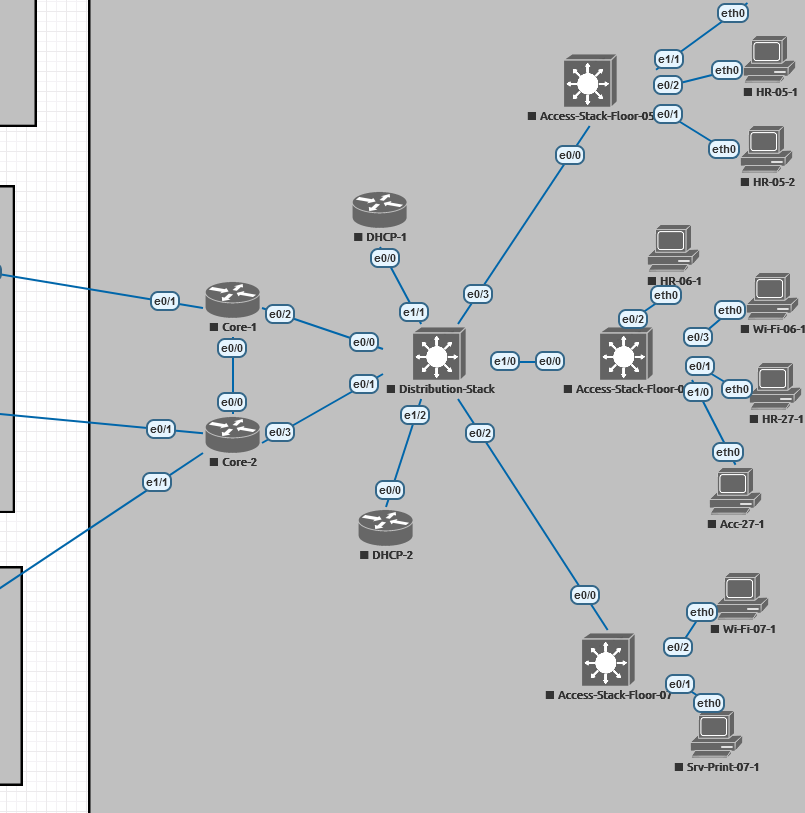 eth0
e1/1
eth0
e0/2
HR-05-1
Access-Stack-Floor-05
e0/1
eth0
e0/0
HR-05-2
DHCP-1
e0/0
HR-06-1
eth0
e0/3
e0/1
e0/2
e1/1
e0/2
eth0
Core-1
Wi-Fi-06-1
e0/3
e0/0
e0/0
e1/0
e0/0
e0/1
e0/1
eth0
Distribution-Stack
Access-Stack-Floor-0
e1/0
e0/0
e1/2
HR-27-1
e0/1
e0/3
e0/2
eth0
Core-2
e1/1
e0/0
Acc-27-1
DHCP-2
e0/0
eth0
Wi-Fi-07-1
e0/2
e0/1
Access-Stack-Floor-07
eth0
Srv-Print-07-1